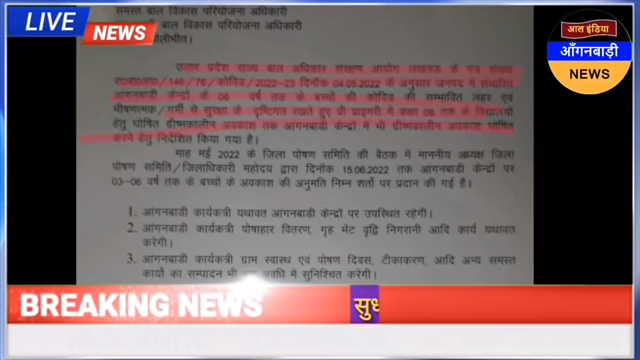 LIVE
NEWS
समस्त बाल विकास परियोजना अधिकारी
बाल विकास परियोजना अधिकारी
आल इंडिया
आँगनबाड़ी
NEWS
उत्तर प्रदेश राज्य बाल अधिकार संरक्षण आयोग लखनऊ के पत्र संख्या
/146/76/कोविड/2022-23 दिनॉक 04.05.2022 के अनुसार जनपद में संचालित
आंगनबाडी केन्द्रों के 06 वर्ष तक के बच्चों की कोविड की सम्भावित लहर एवं
भीषणमत्क/गर्मी से सुरक्षा के दृष्टिगत रखते हुए प्री प्राइमरी में कक्षा 06 तक के विद्यालयों
हेतु घोषित ग्रीष्मकालीन अवकाश तक आंगनबाडी केन्द्रों में भी ग्रीष्मकालीन अवकाश घोषित
करने हेतु निर्देशित किया गया है।
माह मई 2022 के जिला पोषण समिति की बैठक में माननीय अध्यक्ष जिला
पोषण समिति/जिलाधिकारी महोदय द्वारा दिनॉक 15.06.2022 तक आंगनबाडी केन्द्रों पर
03-06 वर्ष तक के बच्चो के अवकाश की अनुमति निम्न शर्तो पर प्रदान की गई है।
1. आंगनबाडी कार्यकत्री यथावत आंगनबाडी केन्द्रों पर उपस्थित रहेगी।
2. आंगनबाडी कार्यकत्री पोषाहार वितरण, गृह भेट वृद्वि निगरानी आदि कार्य यथावत
करेगी।
3. आंगनबाडी कार्यकत्री ग्राम स्वास्थ एवं पोषण दिवस, टीकाकरण, आदि अन्य समस्त
कार्यो का सम्पादन भी अवधि में सुनिश्चित करेगी।
BREAKING NEWS